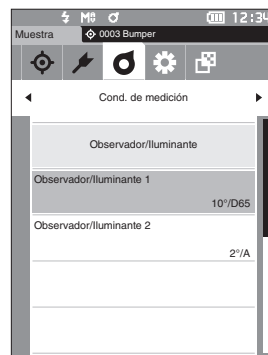 12:34
Muestra
0003 Bumper
Cond. de medición
Observador/Iluminante
Observador/Iluminante 1
10°/D65
Observador/Iluminante 2
2°/A